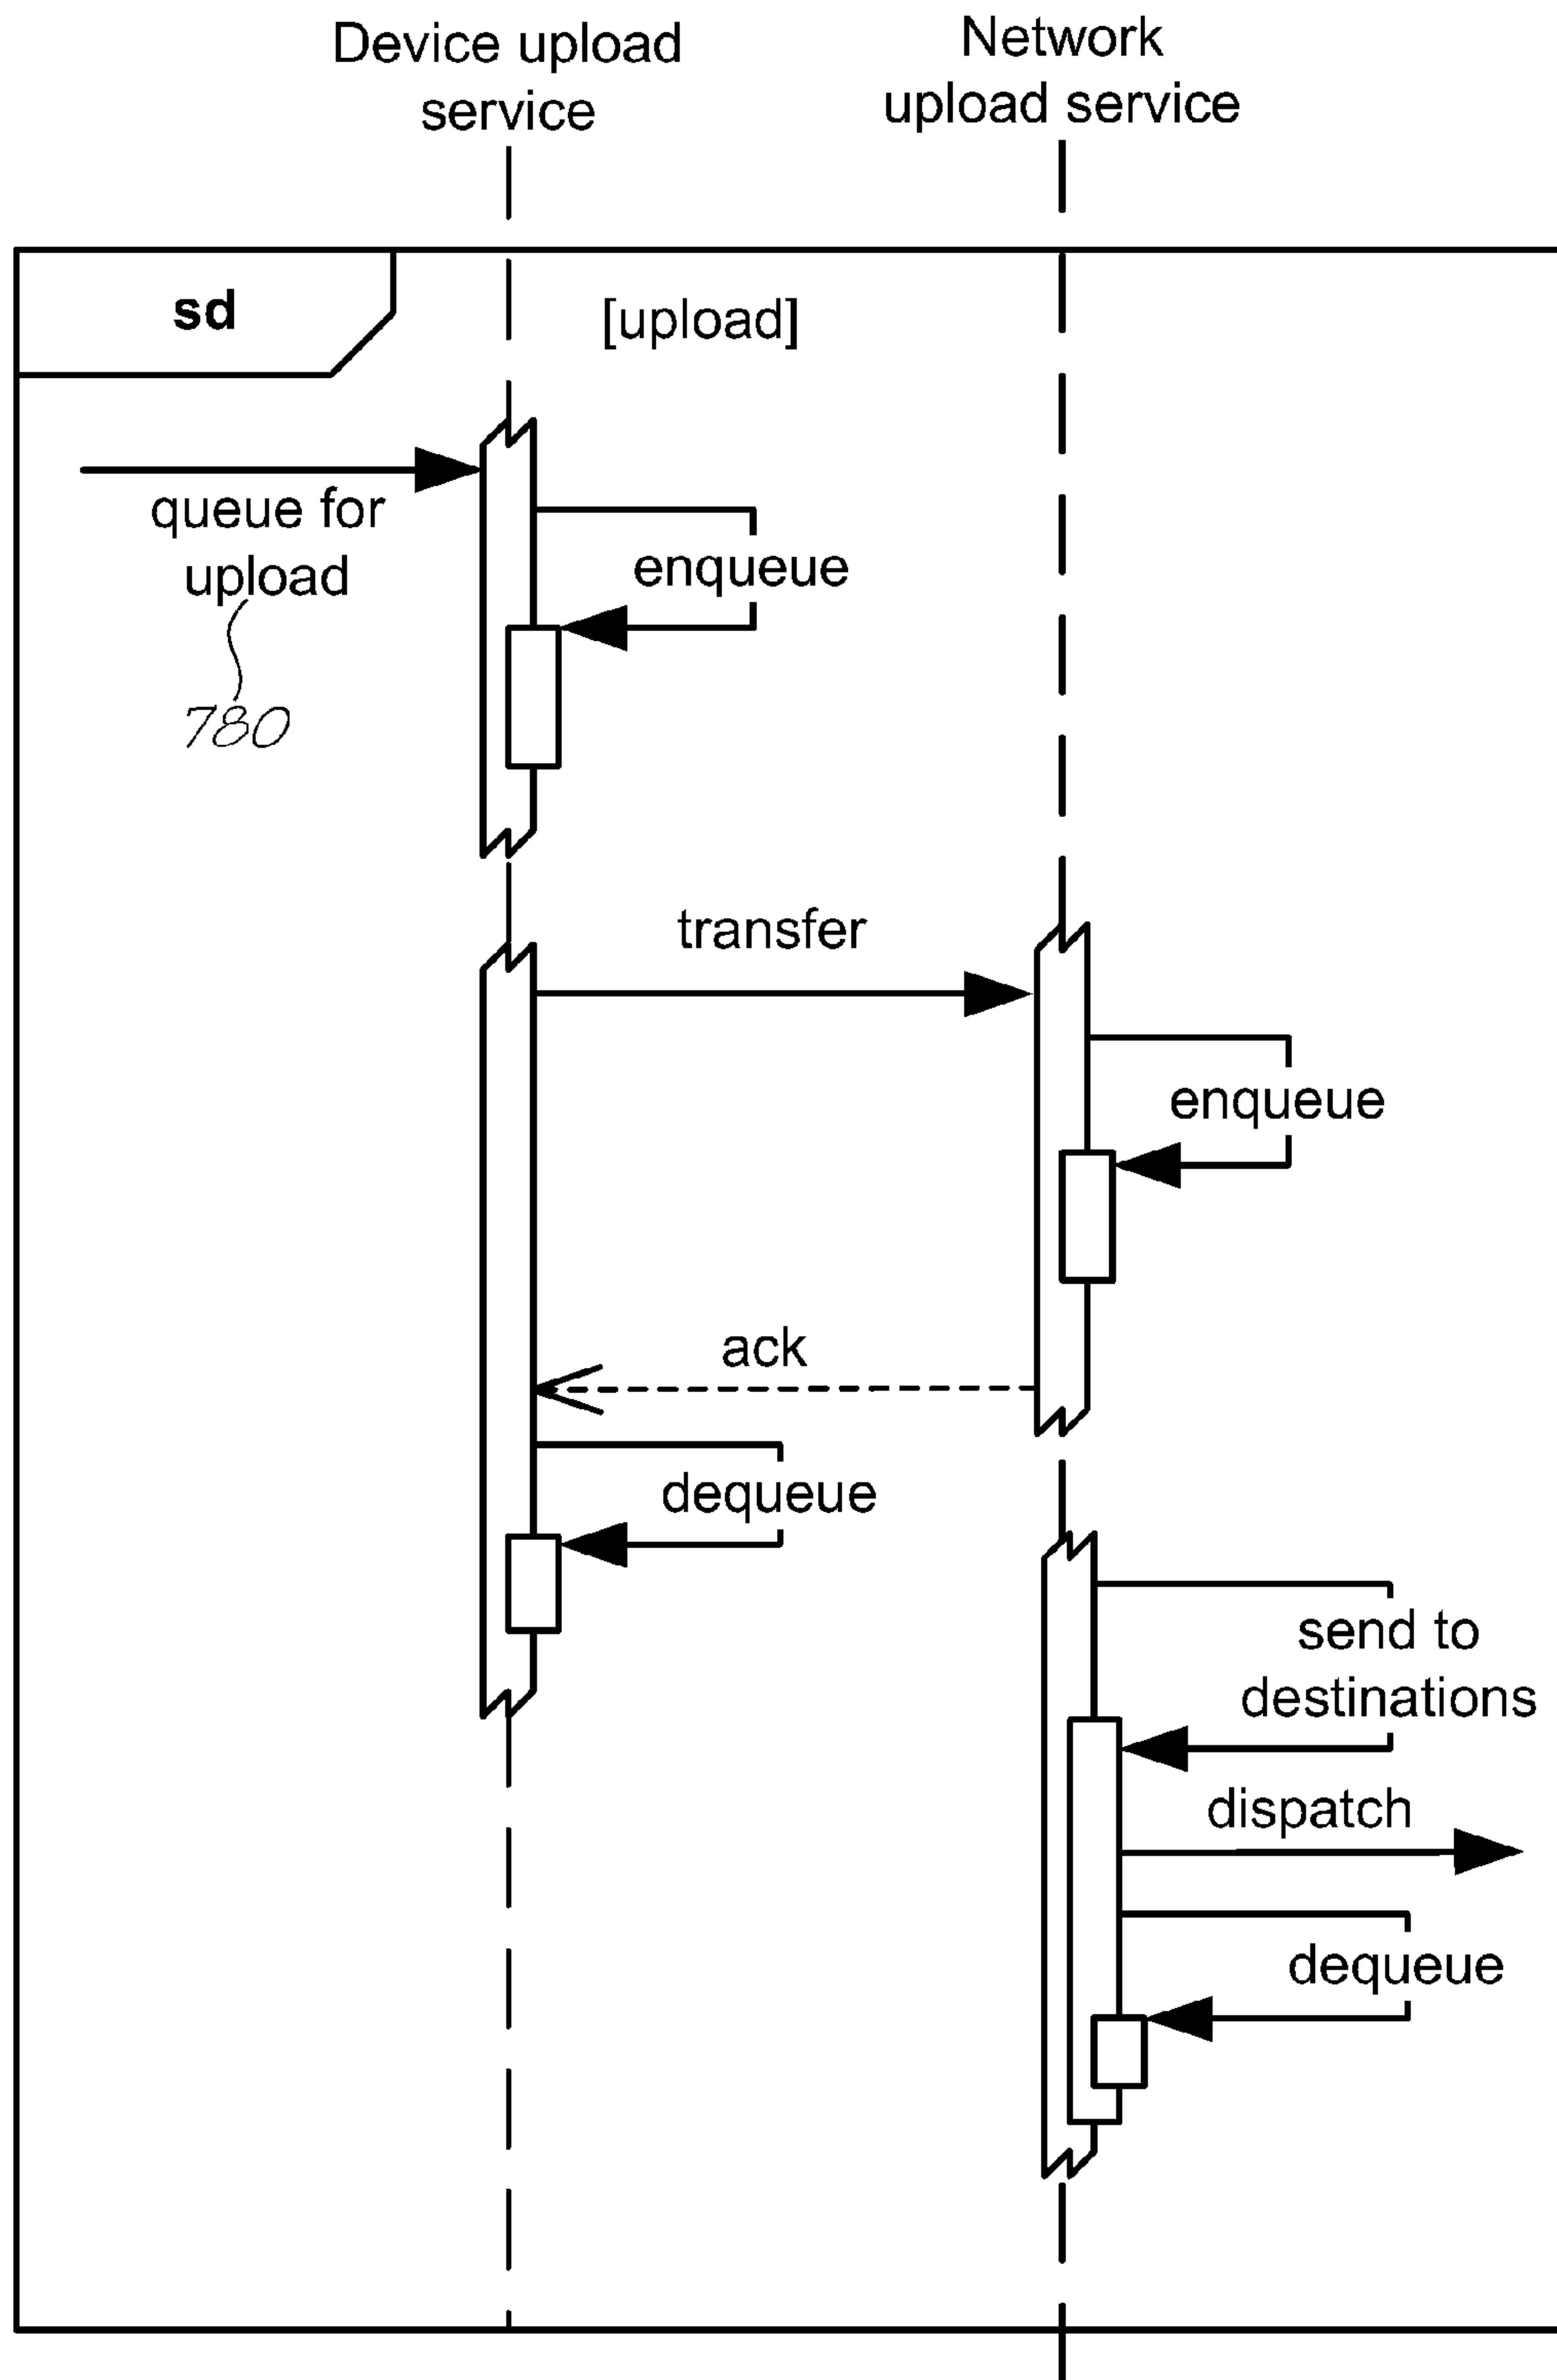 Device upload
service
Network
upload service
sd
[upload]
queue for
upload
780
enqueue
transfer
enqueue
ack
dequeue
send to
destinations
dispatch
dequeue